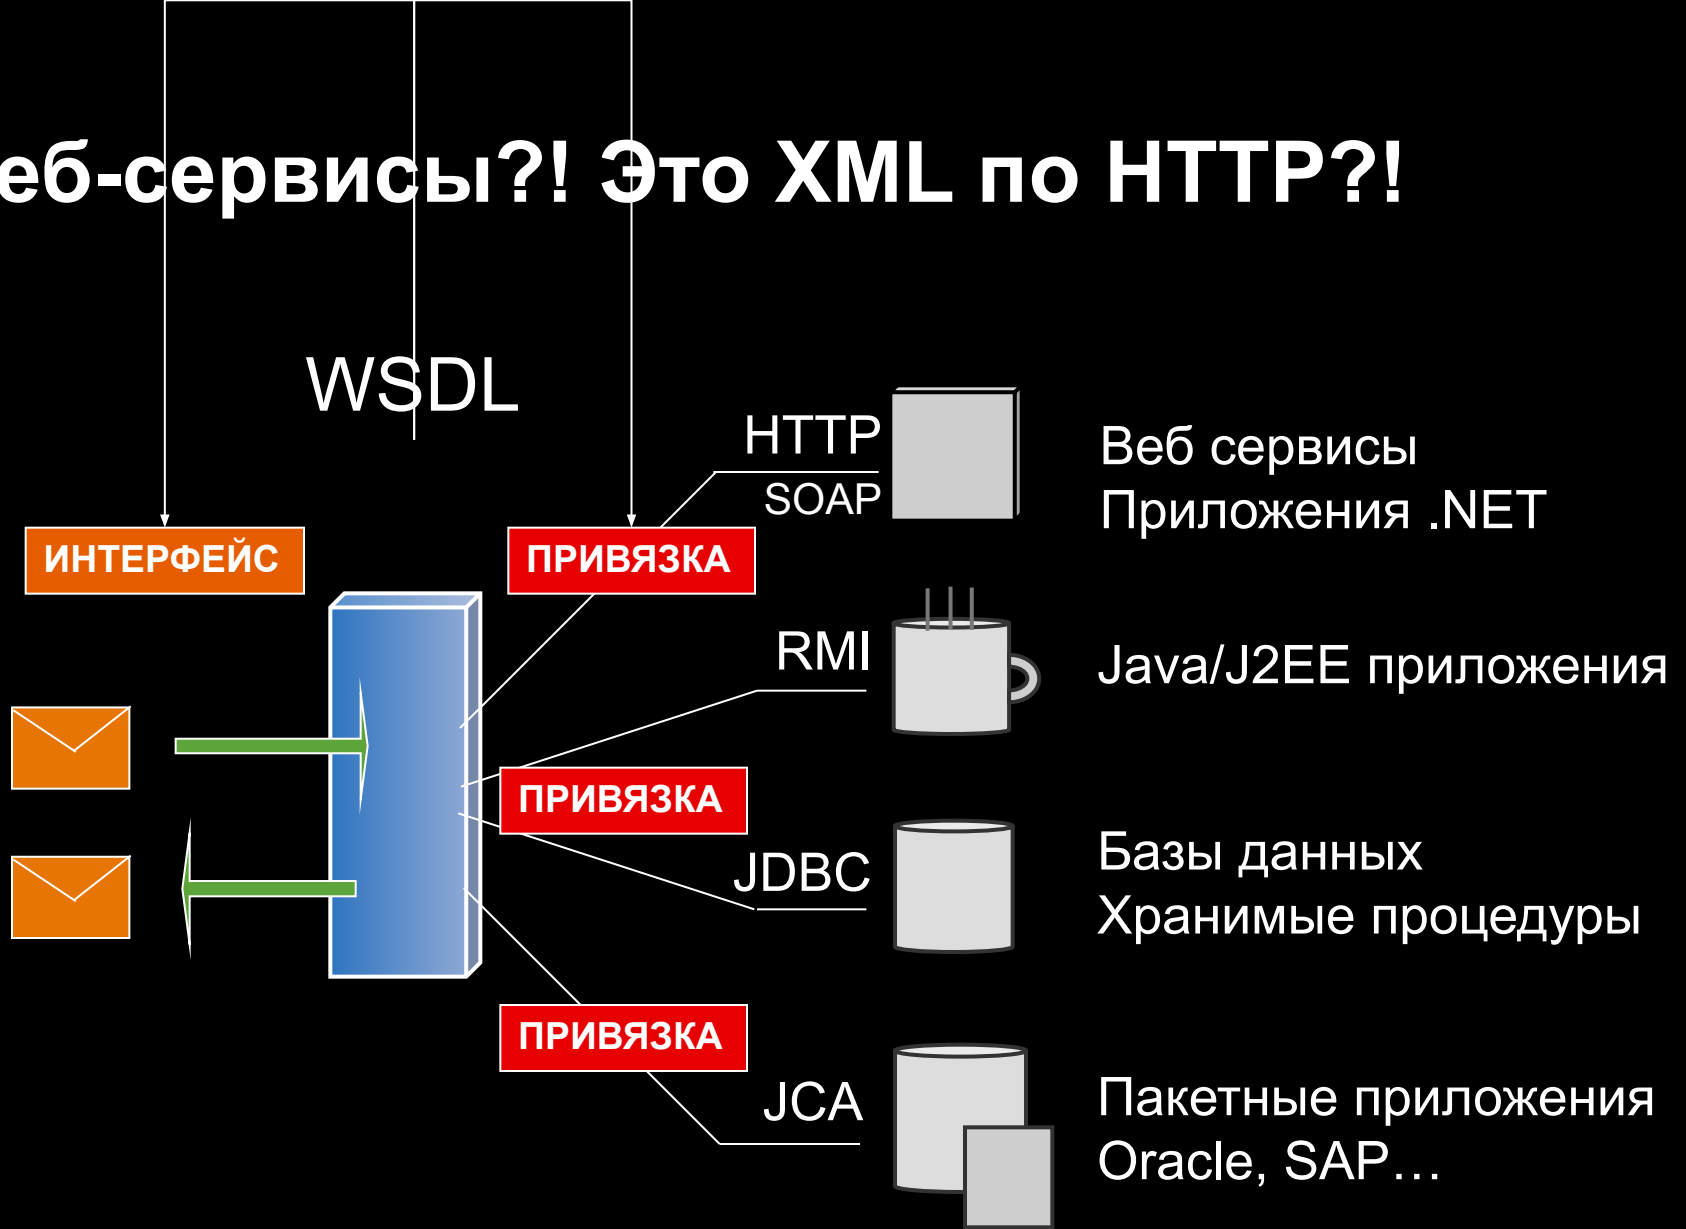 еб-сервисы?! Это XML по HTTP?!
WSDL
HTTP
SOAP
Веб сервисы
Приложения .NET
ИНТЕРФЕЙС
ПРИВЯЗКА
RMI
Java/J2EE приложения
ПРИВЯЗКА
JDBC
Базы данных
Хранимые процедуры
ПРИВЯЗКА
JCA
Пакетные приложения
Oracle, SAP…